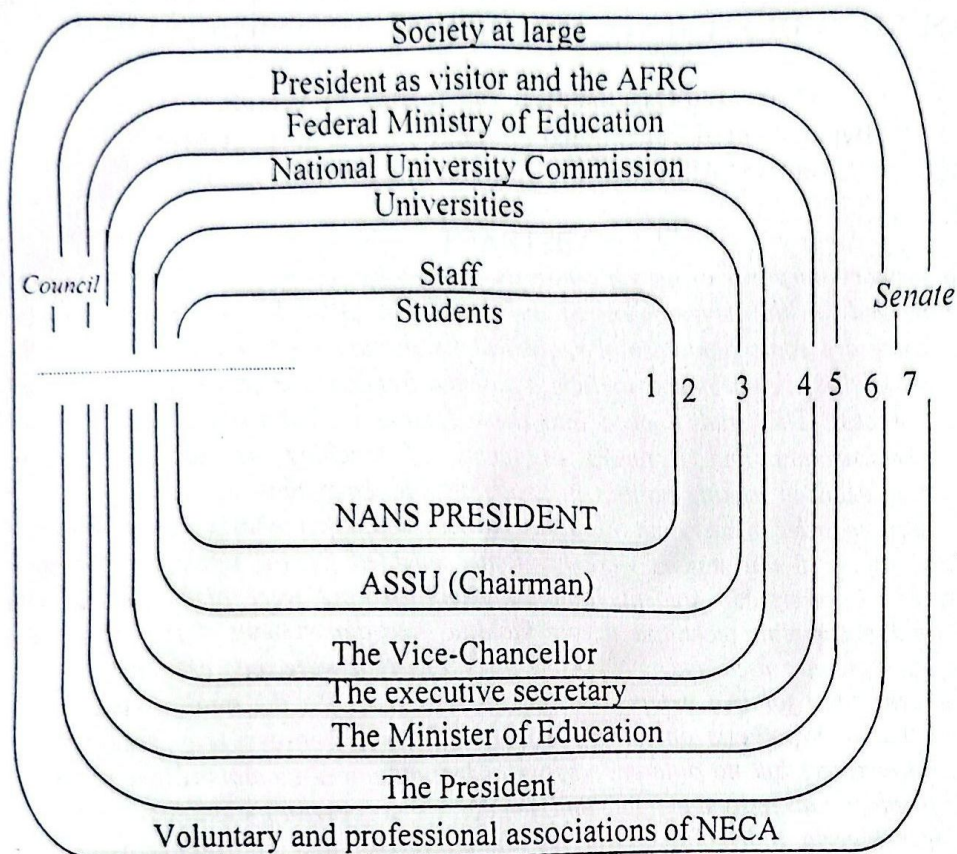 Society at large
President as visitor and the AFRC
Federal Ministry of Education
National University Commission
Universities
Staff
Students
Council
Senate
1 2 3 4 5 6 7
NANS PRESIDENT
ASSU (Chairman)
The Vice-Chancellor
The executive secretary
The Minister of Education
The President
Voluntary and professional associations of NECA